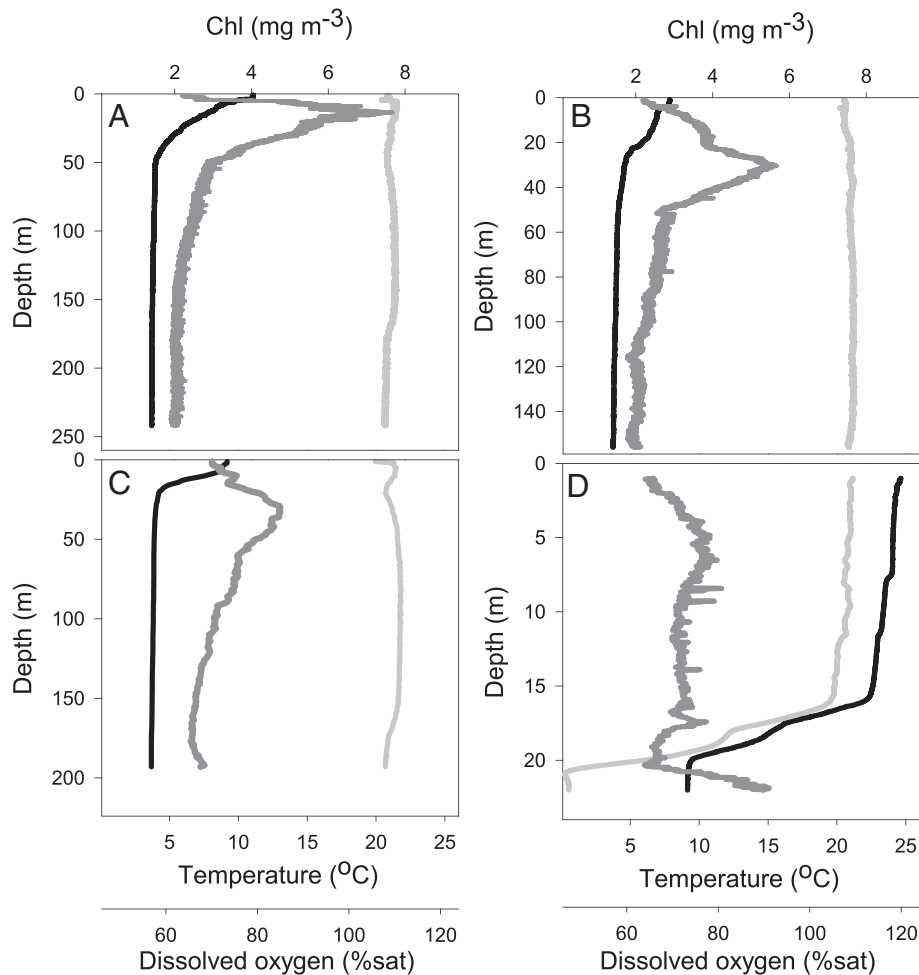 Chl (mg m-3) Chl (mg m-3)
2 4 6 8 2 4 6 8
A B
0 50 100 150 200 250
Depth (m)
0 20 40 60 80 100 120 140 160
Depth (m)
C D
0 50 100 150 200
Depth (m)
0 5 10 15 20
Depth (m)
5 10 15 20 25 5 10 15 20 25
Temperature (oC) Temperature (oC)
60 80 100 120 60 80 100 120
Dissolved oxygen (%sat) Dissolved oxygen (%sat)